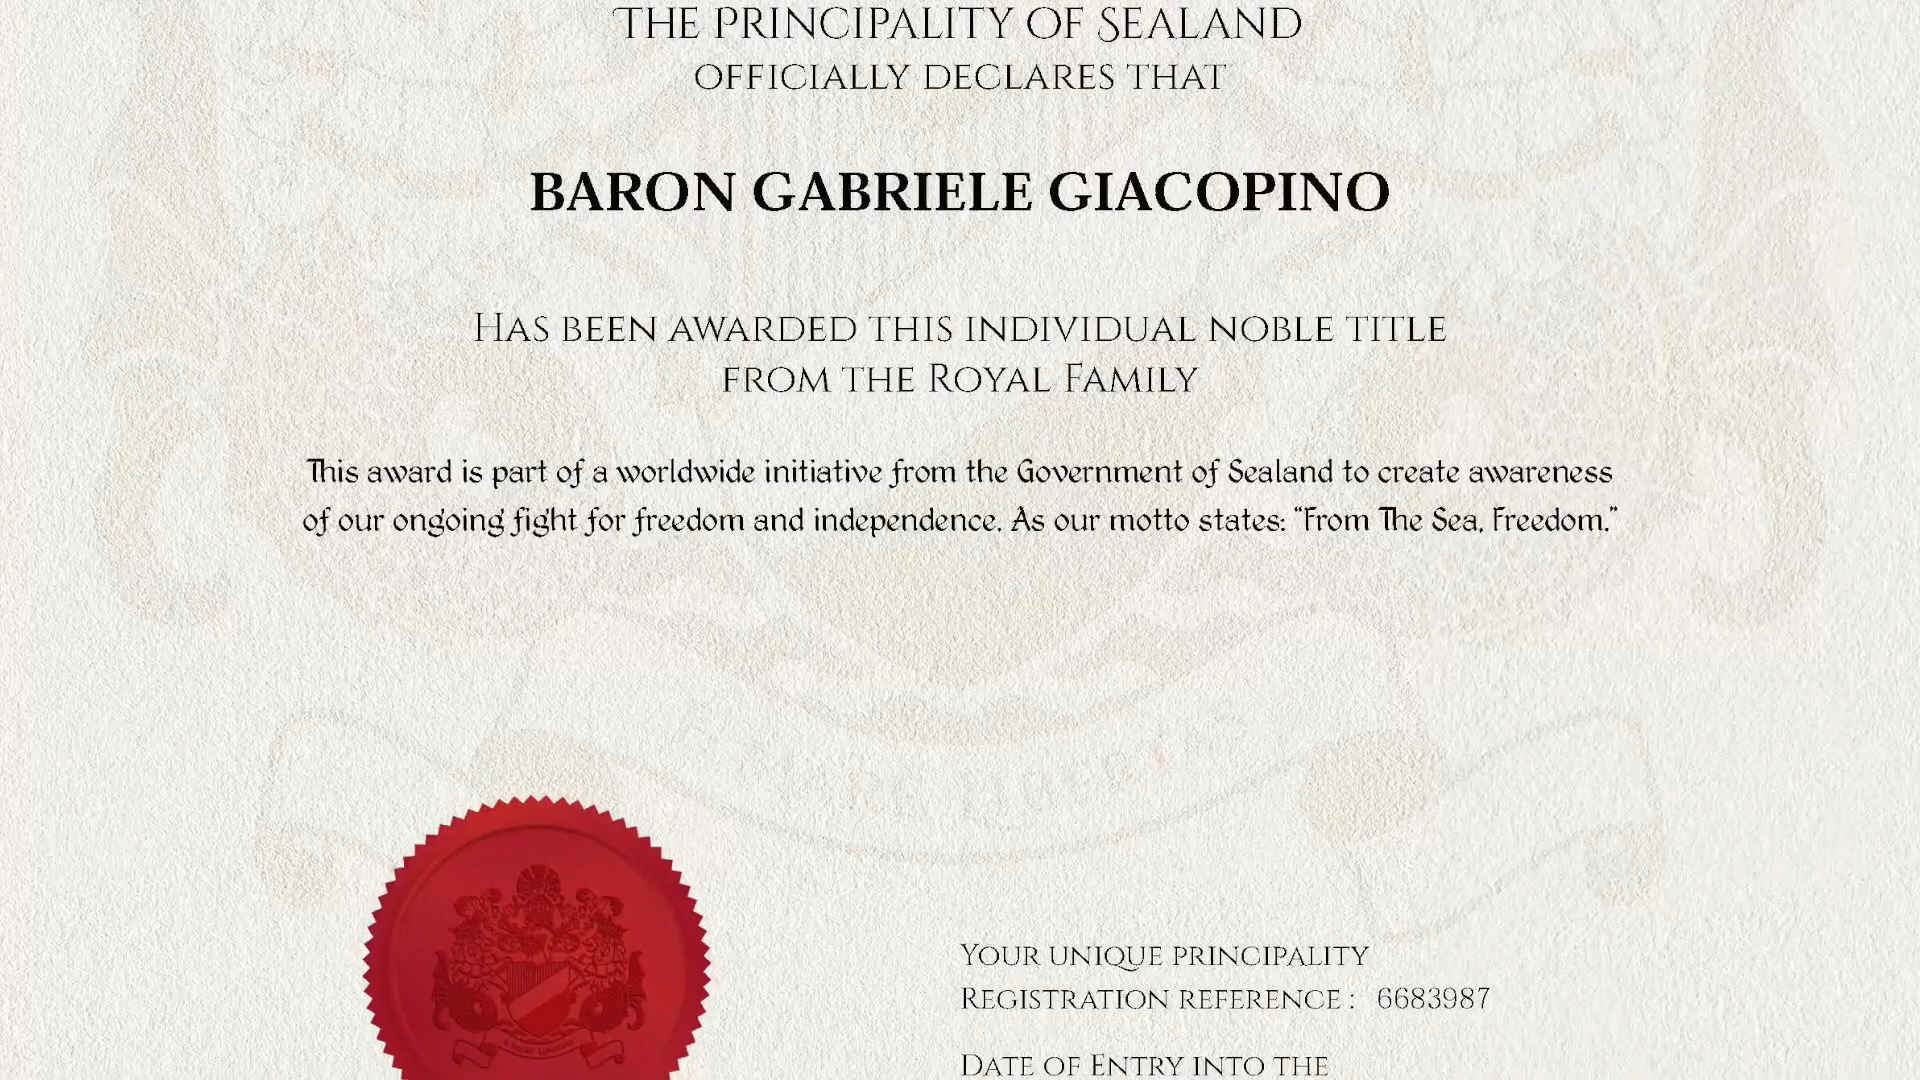 The Principality of Sealand
officially declares that
BARON GABRIELE GIACOPINO
Has been awarded this individual noble title
from the Royal Family
This award is part of a worldwide initiative from the Government of Sealand to create awareness
of our ongoing fight for freedom and independence. As our motto states: “From The Sea, Freedom.”
Your unique principality
Registration reference : 6683987
Date of Entry into the